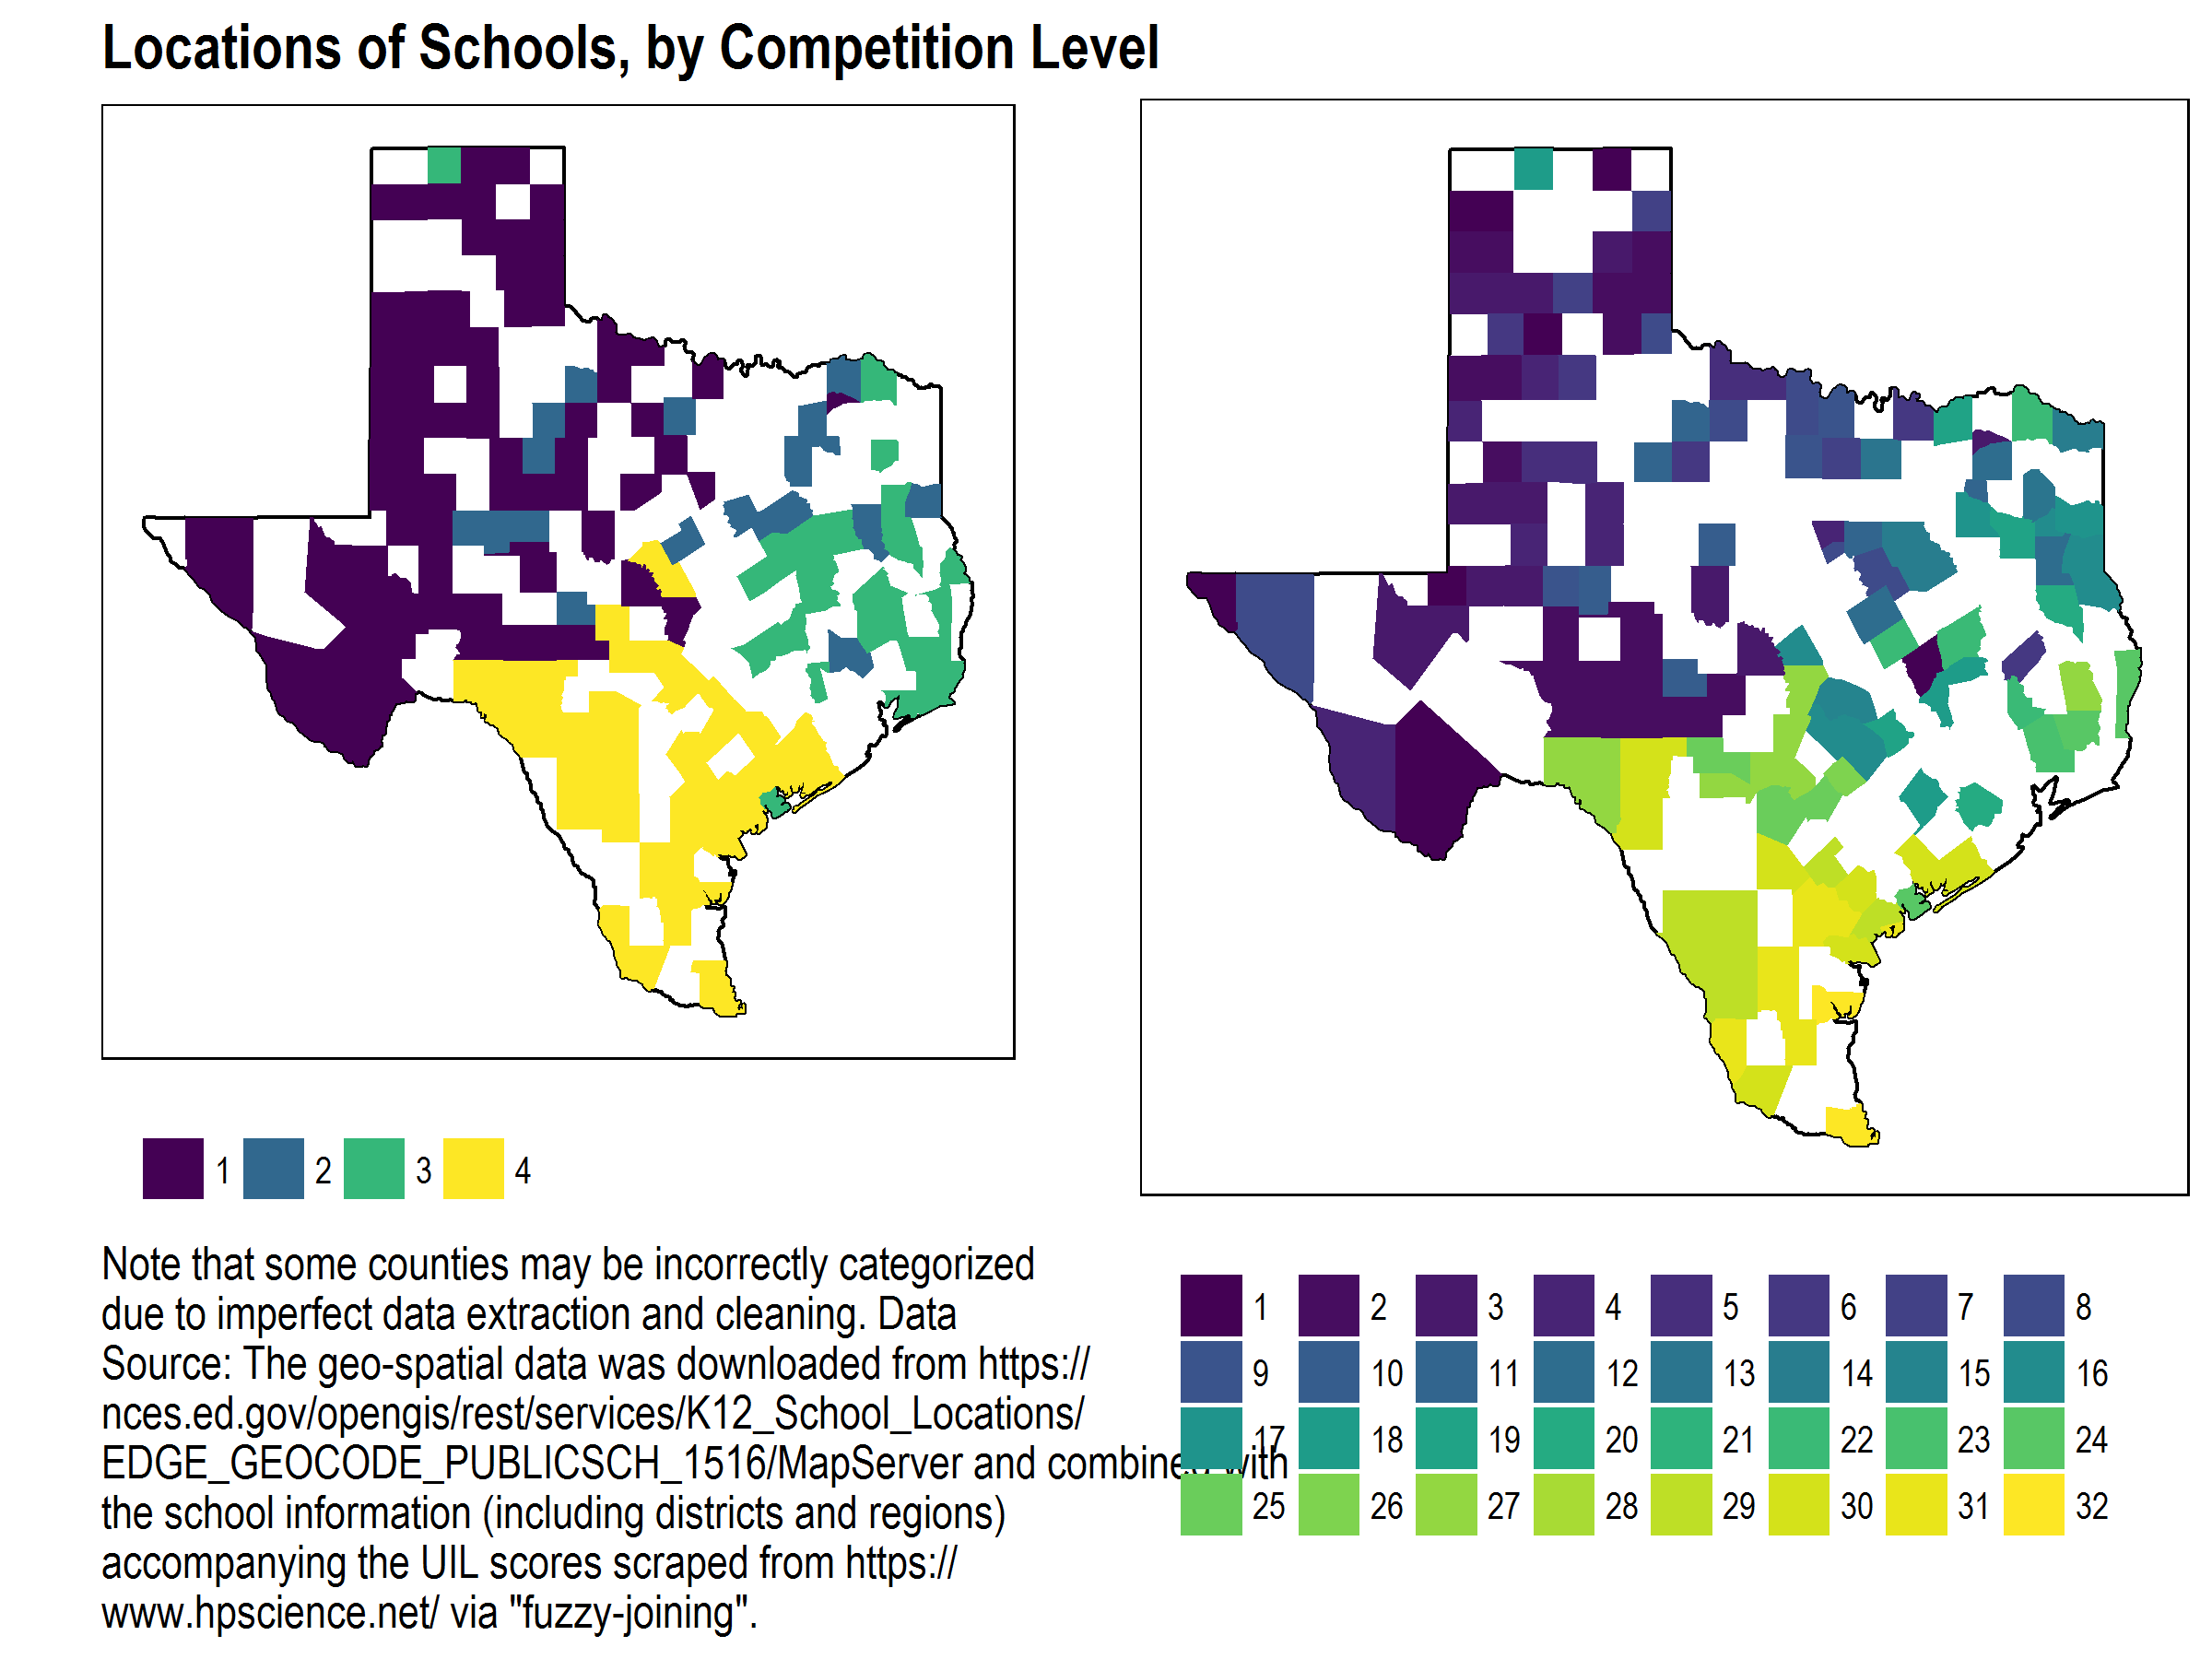 Locations of Schools, by Competition Level
1 2 3 4
Note that some counties may be incorrectly categorized
due to imperfect data extraction and cleaning. Data
Source: The geo-spatial data was downloaded from https://
nces.ed.gov/opengis/rest/services/K12_School_Locations/
EDGE_GEOCODE_PUBLICSCH_1516/MapServer and combined with
the school information (including districts and regions)
accompanying the UIL scores scraped from https://
www.hpscience.net/ via "fuzzy-joining".
1 2 3 4 5 6 7 8
9 10 11 12 13 14 15 16
17 18 19 20 21 22 23 24
25 26 27 28 29 30 31 32